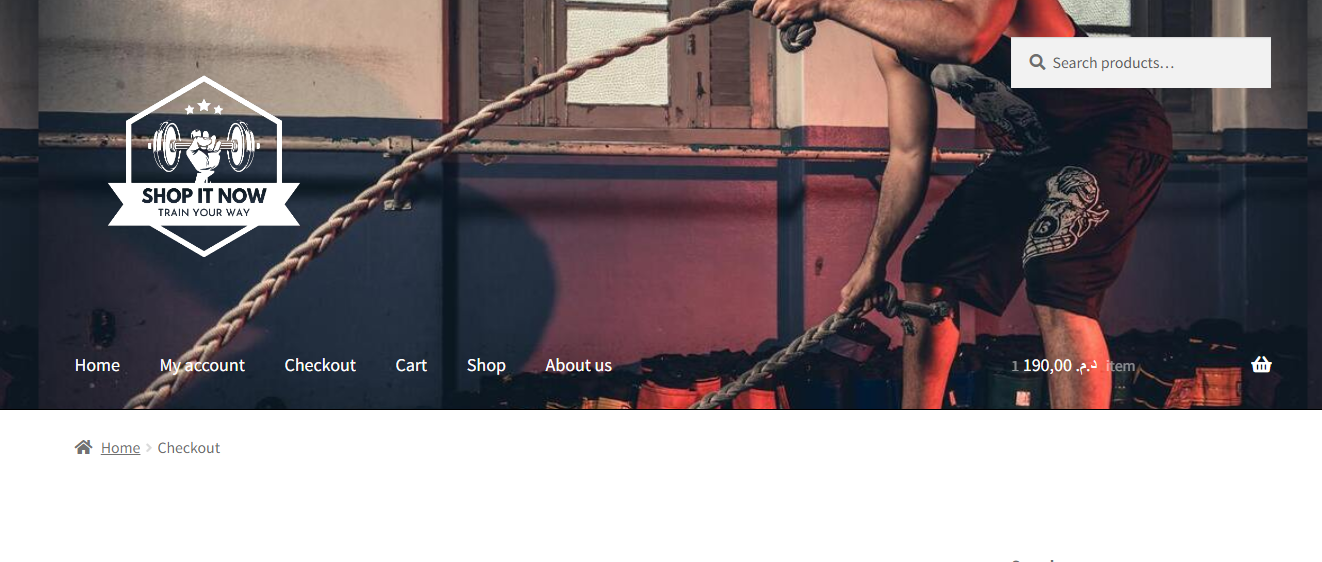 Search products…
SHOP IT NOW
TRAIN YOUR WAY
Home My account Checkout Cart Shop About us
1 190,00 د.م. item
Home Checkout